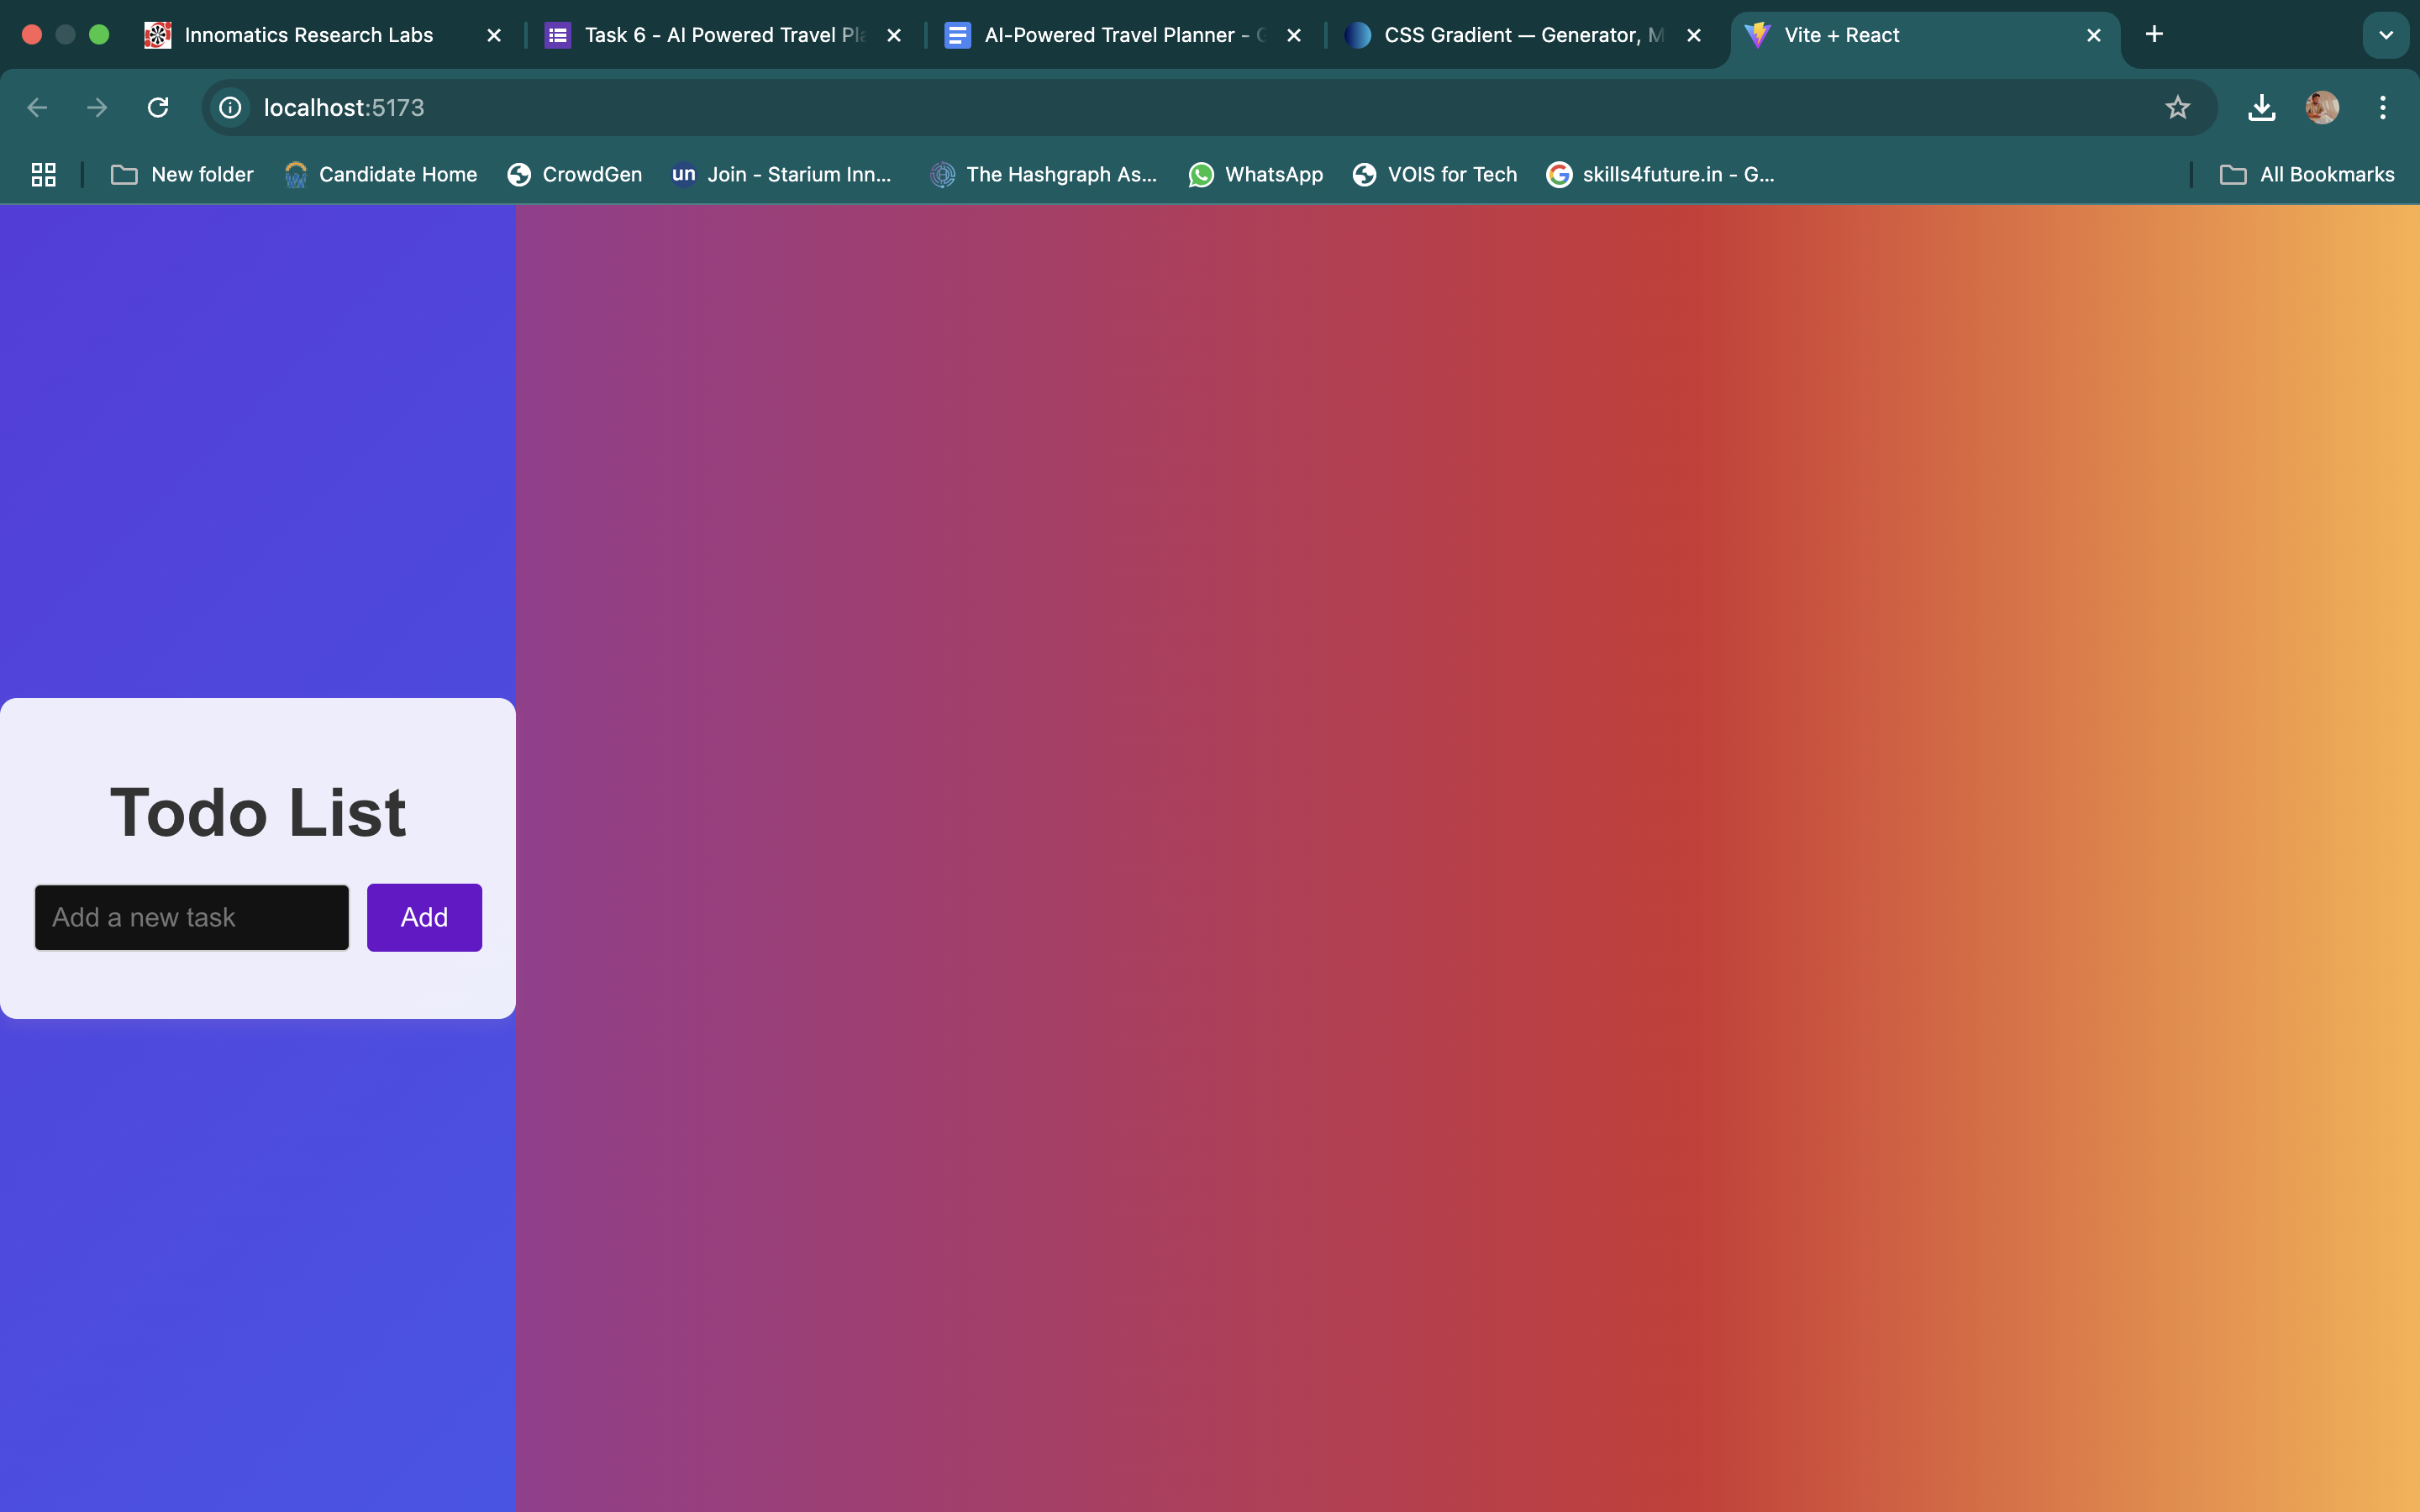 Innomatics Research Labs
Task 6 - AI Powered Travel Pla
AI-Powered Travel Planner - G
CSS Gradient — Generator, M
Vite + React
localhost:5173
New folder
Candidate Home
CrowdGen
un Join - Starium Inn...
The Hashgraph As...
WhatsApp
VOIS for Tech
skills4future.in - G...
All Bookmarks
Todo List
Add a new task
Add